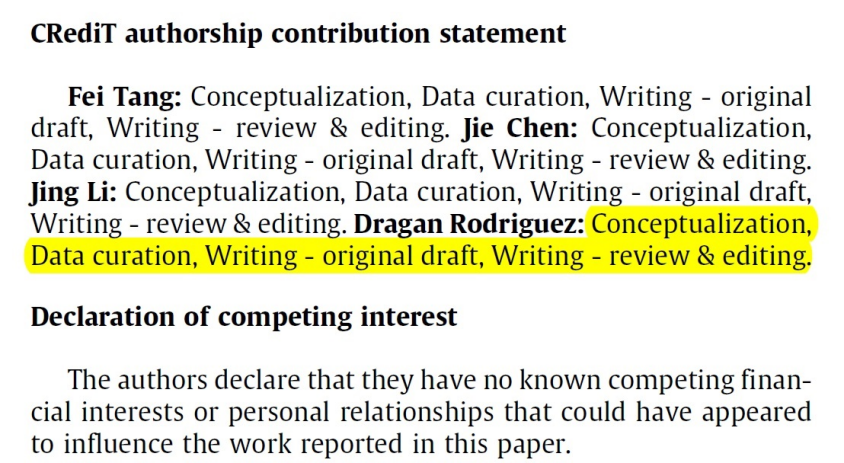 CRediT authorship contribution statement
Fei Tang: Conceptualization, Data curation, Writing - original
draft, Writing - review & editing. Jie Chen: Conceptualization,
Data curation, Writing - original draft, Writing - review & editing.
Jing Li: Conceptualization, Data curation, Writing - original draft,
Writing - review & editing. Dragan Rodriguez: Conceptualization,
Data curation, Writing - original draft, Writing - review & editing.
Declaration of competing interest
The authors declare that they have no known competing finan-
cial interests or personal relationships that could have appeared
to influence the work reported in this paper.